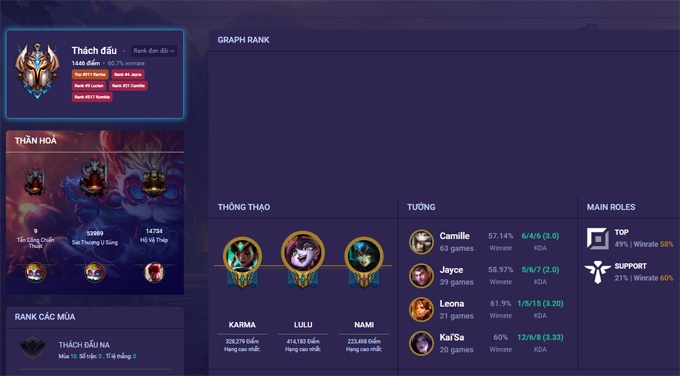 Thách đấu
Rank đơn đôi
1446 điểm • 60.7% winrate
Top #911 Karma
Rank #4 Jayce
Rank #9 Lucian
Rank #21 Camille
Rank #517 Rumble
THẦN HOẢ
9
Tấn Công Chiến Thuật
53989
Sát Thương U Sùng
14734
Hộ Vệ Thép
RANK CÁC MÙA
THÁCH ĐẤU NA
Mùa 10, Số trận : 0 . Tỉ lệ thắng : 0
GRAPH RANK
THÔNG THẠO
KARMA
328,279 Điểm
Hạng cao nhất:
LULU
414,183 Điểm
Hạng cao nhất:
NAMI
223,498 Điểm
Hạng cao nhất:
TƯỚNG
Camille 57.14% 6/4/6 (3.0)
63 games Winrate KDA
Jayce 58.97% 5/6/7 (2.0)
39 games Winrate KDA
Leona 61.9% 1/5/15 (3.20)
21 games Winrate KDA
Kai'Sa 60% 12/6/8 (3.33)
20 games Winrate KDA
MAIN ROLES
TOP
49% | Winrate 58%
SUPPORT
21% | Winrate 60%